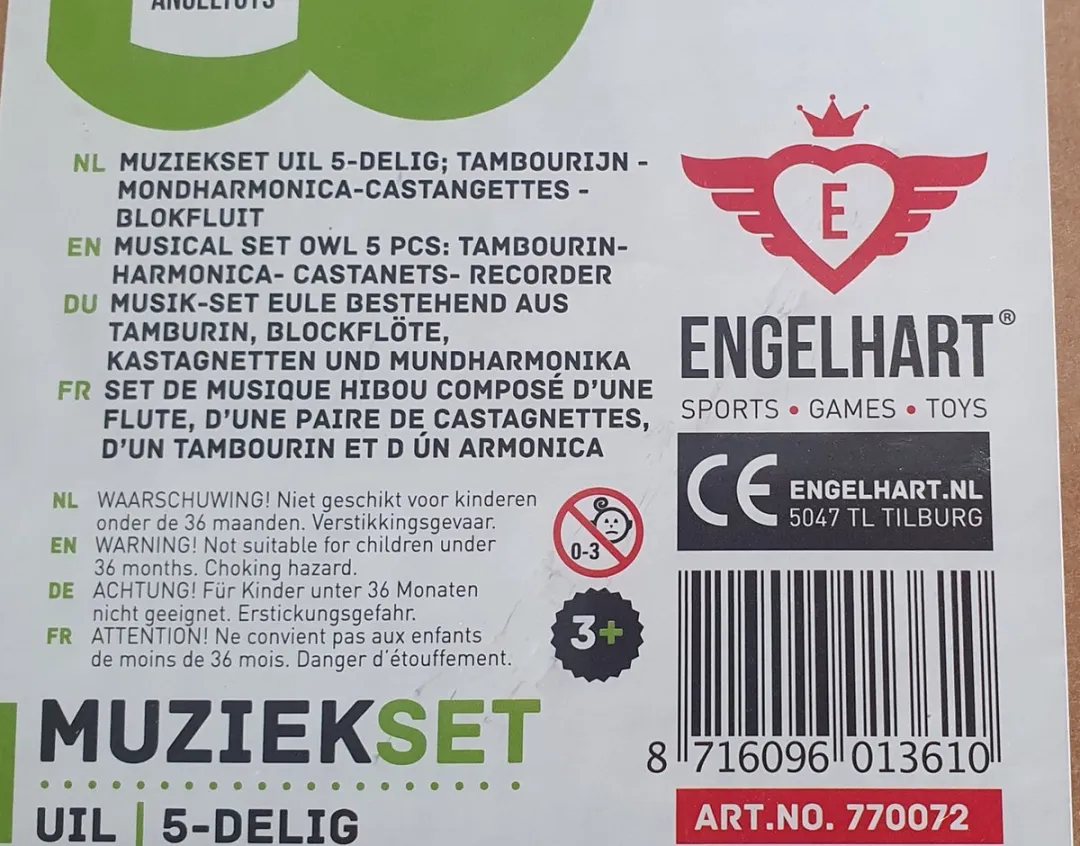 ANGELTOYS
NL MUZIEKSET UIL 5-DELIG; TAMBOURIJN -
MONDHARMONICA-CASTANGETTES -
BLOKFLUIT
EN MUSICAL SET OWL 5 PCS: TAMBOURIN-
HARMONICA- CASTANETS- RECORDER
DU MUSIK-SET EULE BESTEHEND AUS
TAMBURIN, BLOCKFLÖTE,
KASTAGNETTEN UND MUNDHARMONIKA
FR SET DE MUSIQUE HIBOU COMPOSÉ D'UNE
FLUTE, D'UNE PAIRE DE CASTAGNETTES,
D'UN TAMBOURIN ET D ÚN ARMONICA
NL WAARSCHUWING! Niet geschikt voor kinderen
onder de 36 maanden. Verstikkingsgevaar.
EN WARNING! Not suitable for children under
36 months. Choking hazard.
DE ACHTUNG! Für Kinder unter 36 Monaten
nicht geeignet. Erstickungsgefahr.
FR ATTENTION! Ne convient pas aux enfants
de moins de 36 mois. Danger d'étouffement.
0-3
3+
MUZIEKSET
UIL | 5-DELIG
E
ENGELHART®
SPORTS • GAMES • TOYS
CE ENGELHART.NL
5047 TL TILBURG
8 716096 013610
ART.NO. 770072